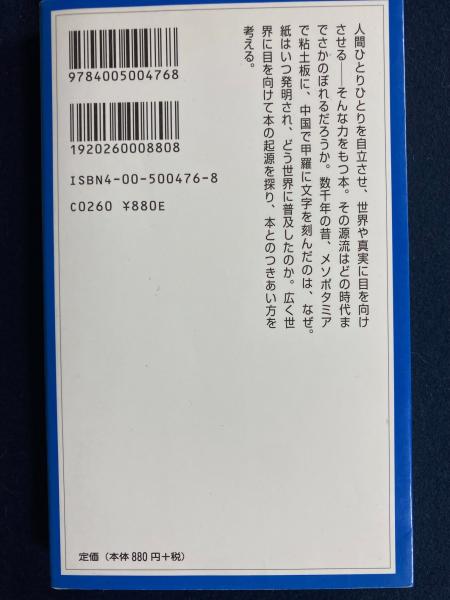 9784005004768
1920260008808
ISBN4-00-500476-8
C0260 ¥880E
人間ひとりひとりを自立させ、世界や真実に目を向け
させる――そんな力をもつ本。その源流はどの時代ま
でさかのぼれるだろうか。数千年の昔、メソポタミア
で粘土板に、中国で甲羅に文字を刻んだのは、なぜ。
紙はいつ発明され、どう世界に普及したのか。広く世
界に目を向けて本の起源を探り、本とのつきあい方を
考える。
定価（本体 880 円＋税）